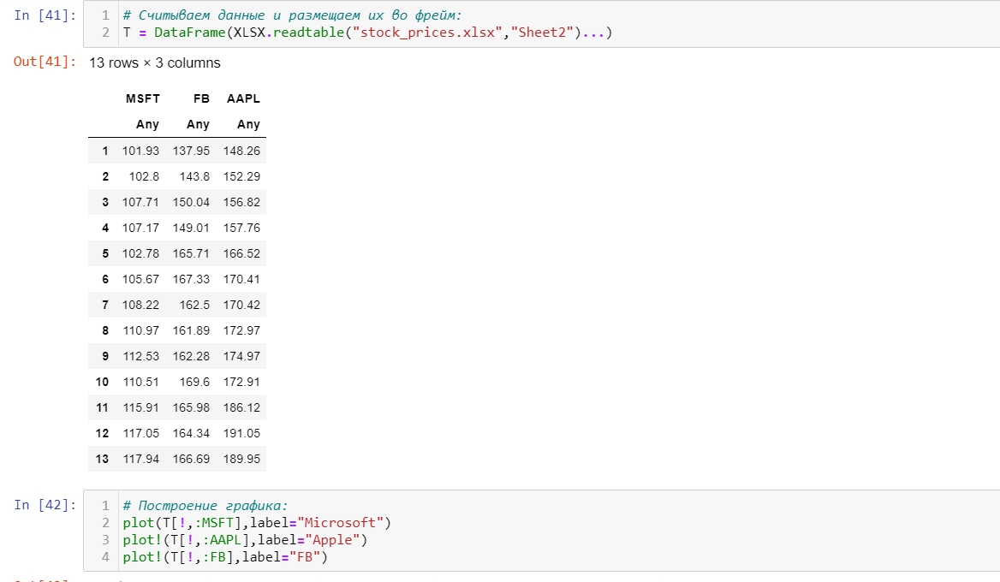 In [41]:
1 # Считываем данные и размещаем их во фрейм:
2 T = DataFrame(XLSX.readtable("stock_prices.xlsx","Sheet2")...)
Out[41]: 13 rows × 3 columns
MSFT FB AAPL
Any Any Any
1 101.93 137.95 148.26
2 102.8 143.8 152.29
3 107.71 150.04 156.82
4 107.17 149.01 157.76
5 102.78 165.71 166.52
6 105.67 167.33 170.41
7 108.22 162.5 170.42
8 110.97 161.89 172.97
9 112.53 162.28 174.97
10 110.51 169.6 172.91
11 115.91 165.98 186.12
12 117.05 164.34 191.05
13 117.94 166.69 189.95
In [42]:
1 # Построение графика:
2 plot(T[!,:MSFT],label="Microsoft")
3 plot!(T[!,:AAPL],label="Apple")
4 plot!(T[!,:FB],label="FB")